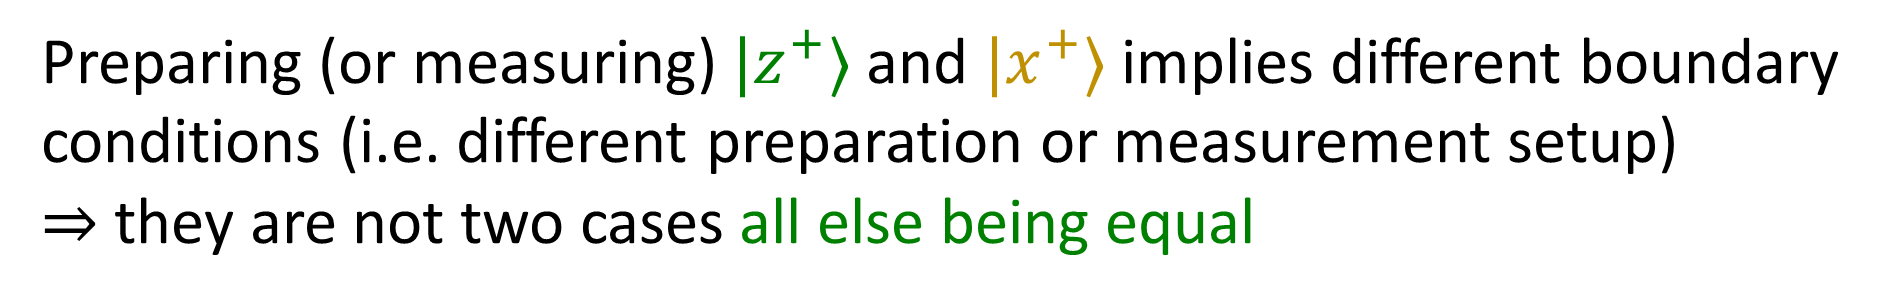 Preparing (or measuring) |z⁺⟩ and |x⁺⟩ implies different boundary
conditions (i.e. different preparation or measurement setup)
⇒ they are not two cases all else being equal